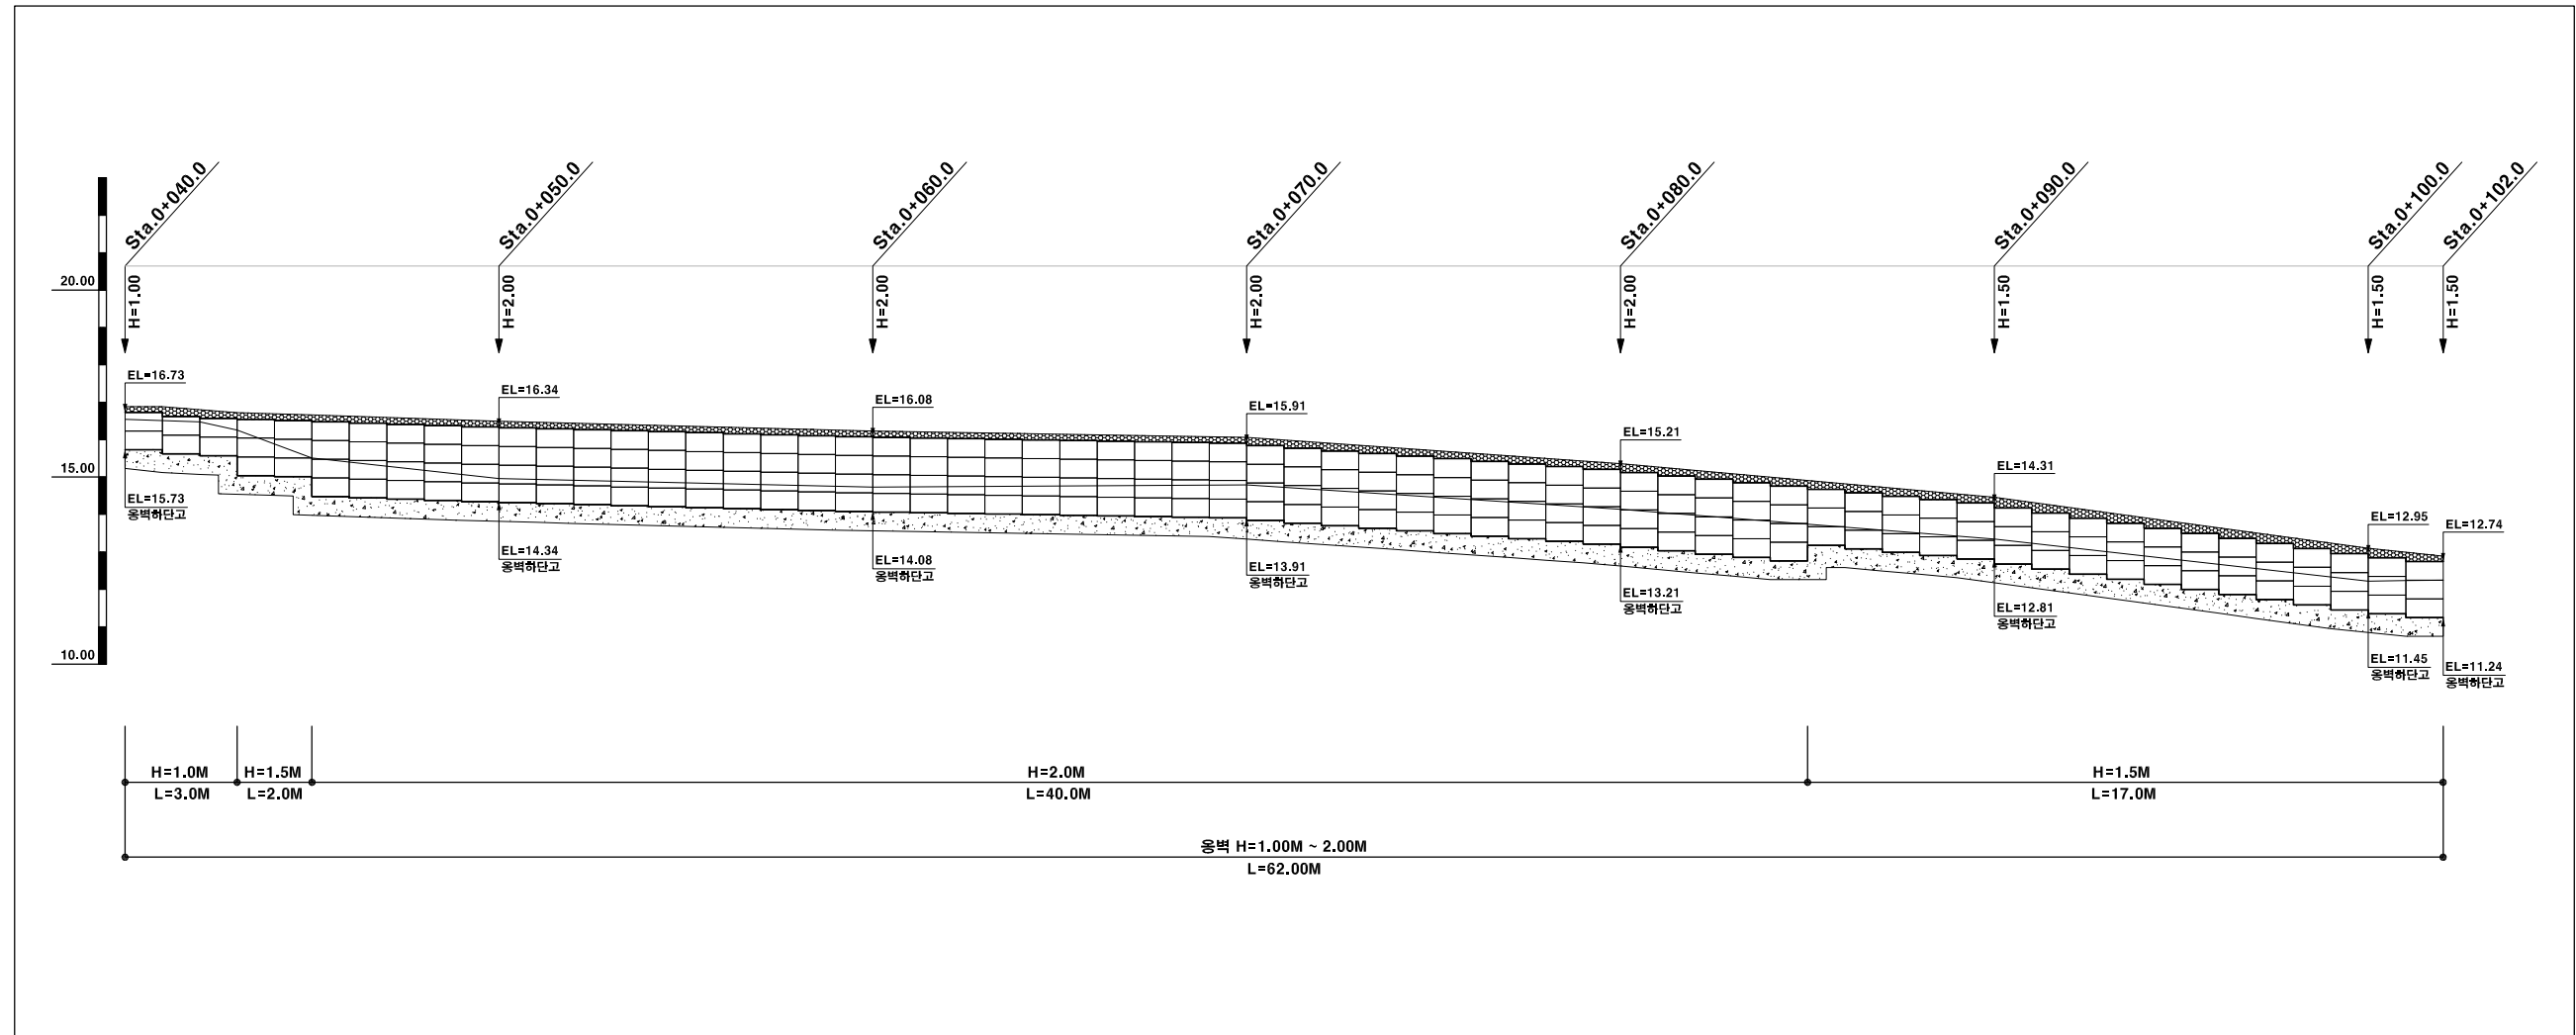 Sta.0+040.0
Sta.0+050.0
Sta.0+060.0
Sta.0+070.0
Sta.0+080.0
Sta.0+090.0
Sta.0+100.0
Sta.0+102.0
20.00
15.00
10.00
H=1.00
H=2.00
H=2.00
H=2.00
H=2.00
H=1.50
H=1.50
H=1.50
EL=16.73
EL=16.34
EL=16.08
EL=15.91
EL=15.21
EL=14.31
EL=12.95
EL=12.74
EL=15.73
옹벽하단고
EL=14.34
옹벽하단고
EL=14.08
옹벽하단고
EL=13.91
옹벽하단고
EL=13.21
옹벽하단고
EL=12.81
옹벽하단고
EL=11.45
옹벽하단고
EL=11.24
옹벽하단고
H=1.0M
L=3.0M
H=1.5M
L=2.0M
H=2.0M
L=40.0M
H=1.5M
L=17.0M
옹벽 H=1.00M ~ 2.00M
L=62.00M